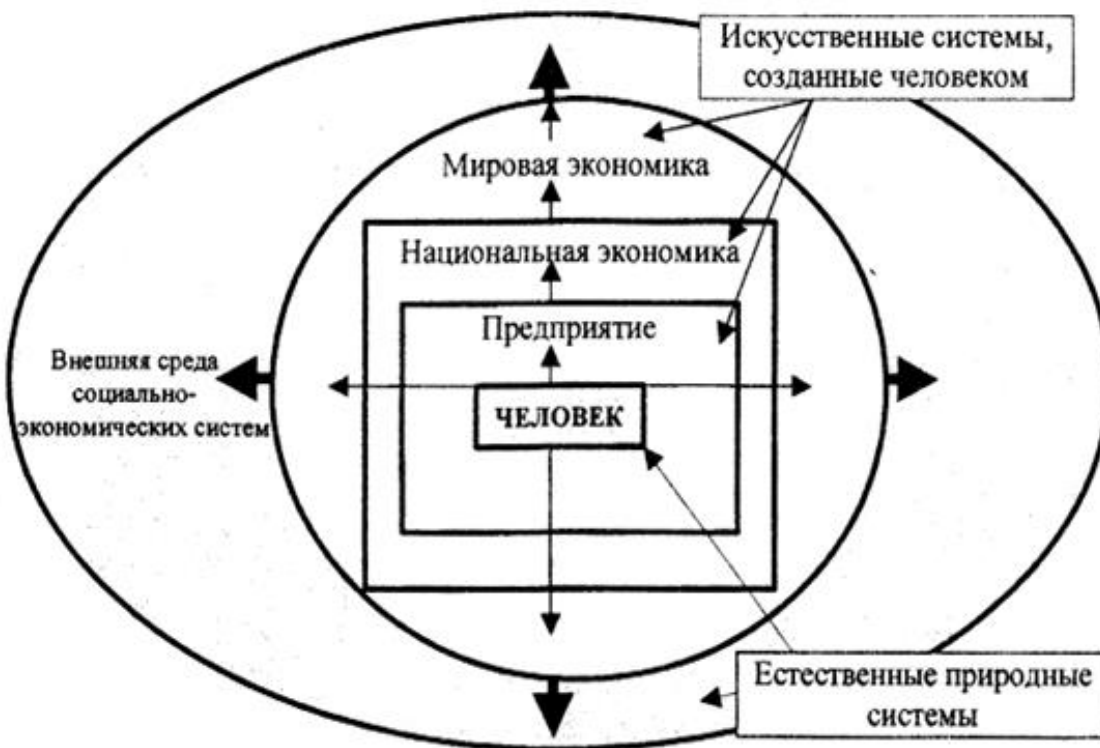 Искусственные системы,
созданные человеком
Мировая экономика
Национальная экономика
Предприятие
ЧЕЛОВЕК
Внешняя среда
социально-
экономических систем
Естественные природные
системы